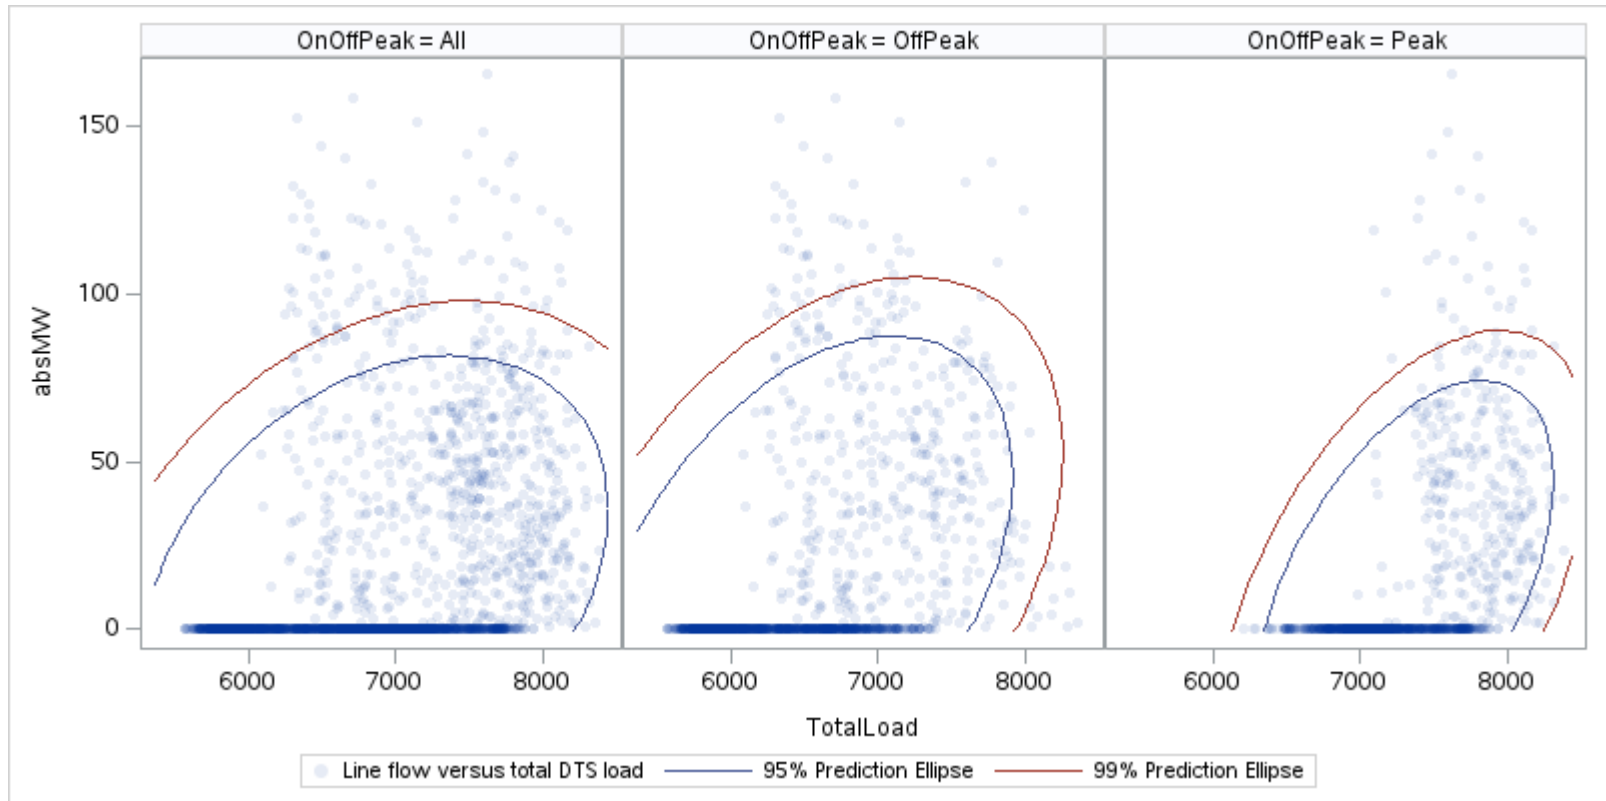 OnOffPeak = All
OnOffPeak = OffPeak
OnOffPeak = Peak
absMW
150
100
50
0
6000 7000 8000
6000 7000 8000
6000 7000 8000
TotalLoad
Line flow versus total DTS load
95% Prediction Ellipse
99% Prediction Ellipse